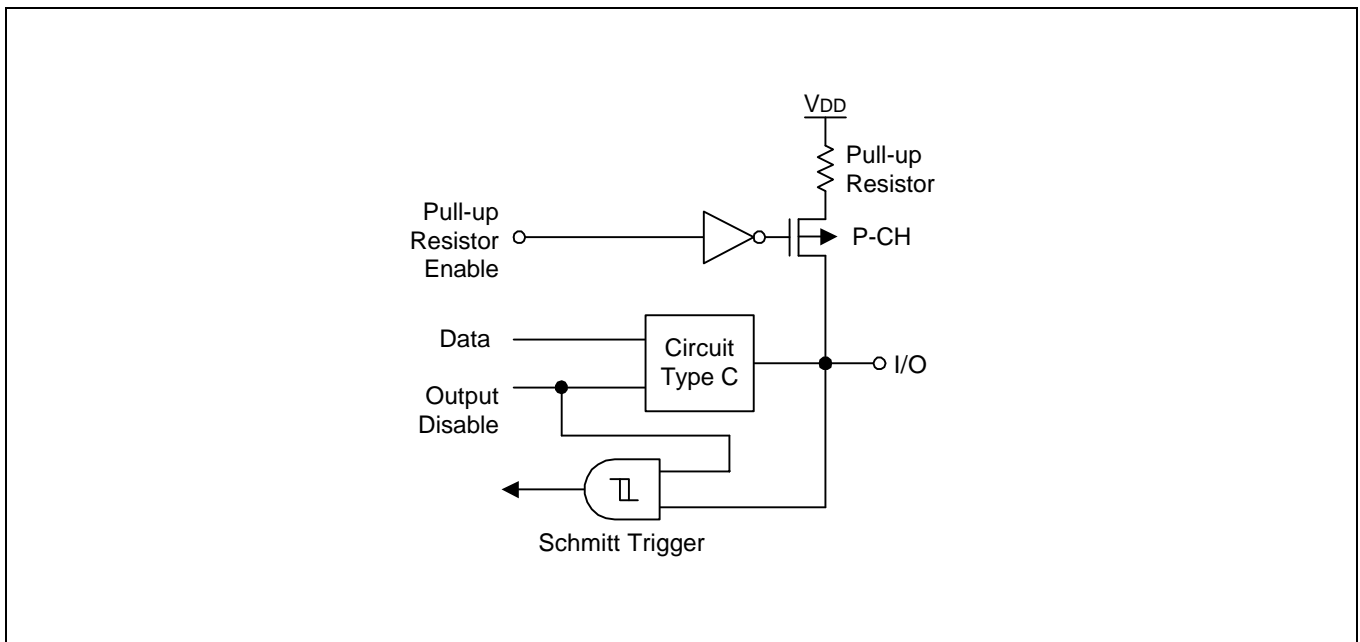 VDD
Pull-up
Resistor
Pull-up
Resistor
Enable
P-CH
Data
Circuit
Type C
I/O
Output
Disable
Schmitt Trigger